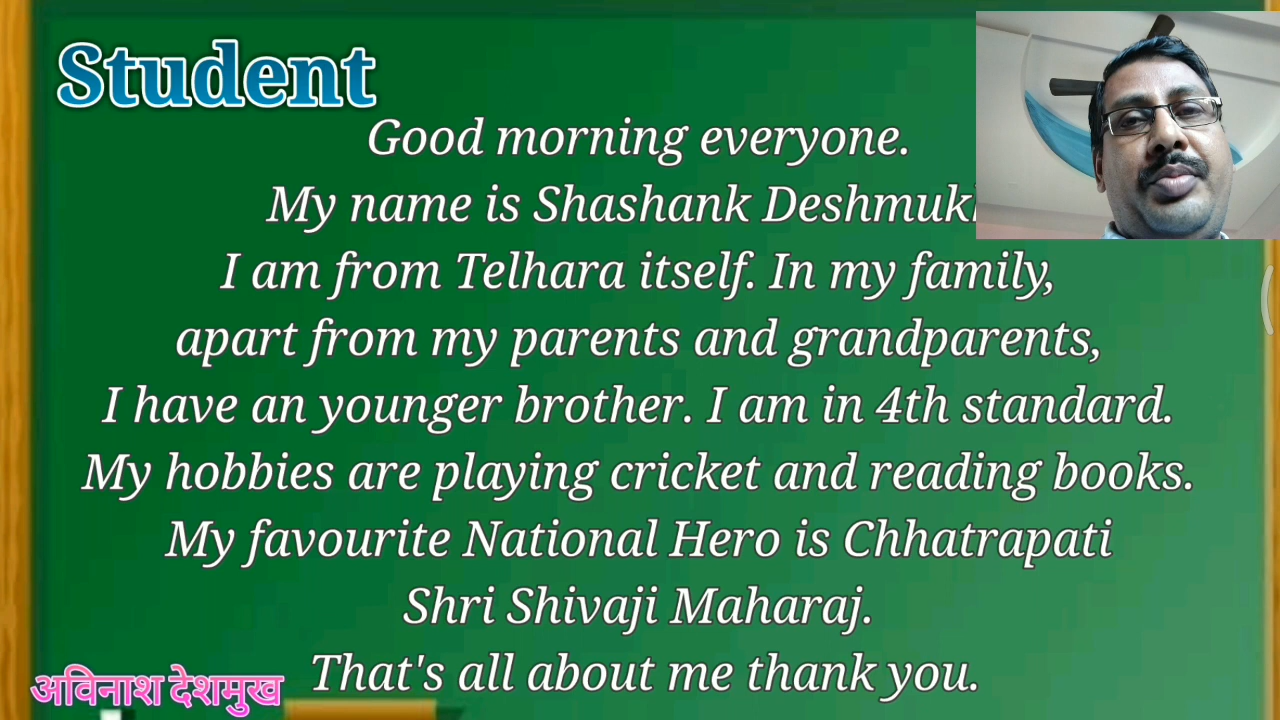 Student
Good morning everyone.
My name is Shashank Deshmukh
I am from Telhara itself. In my family,
apart from my parents and grandparents,
I have an younger brother. I am in 4th standard.
My hobbies are playing cricket and reading books.
My favourite National Hero is Chhatrapati
Shri Shivaji Maharaj.
That's all about me thank you.
अविनाश देशमुख